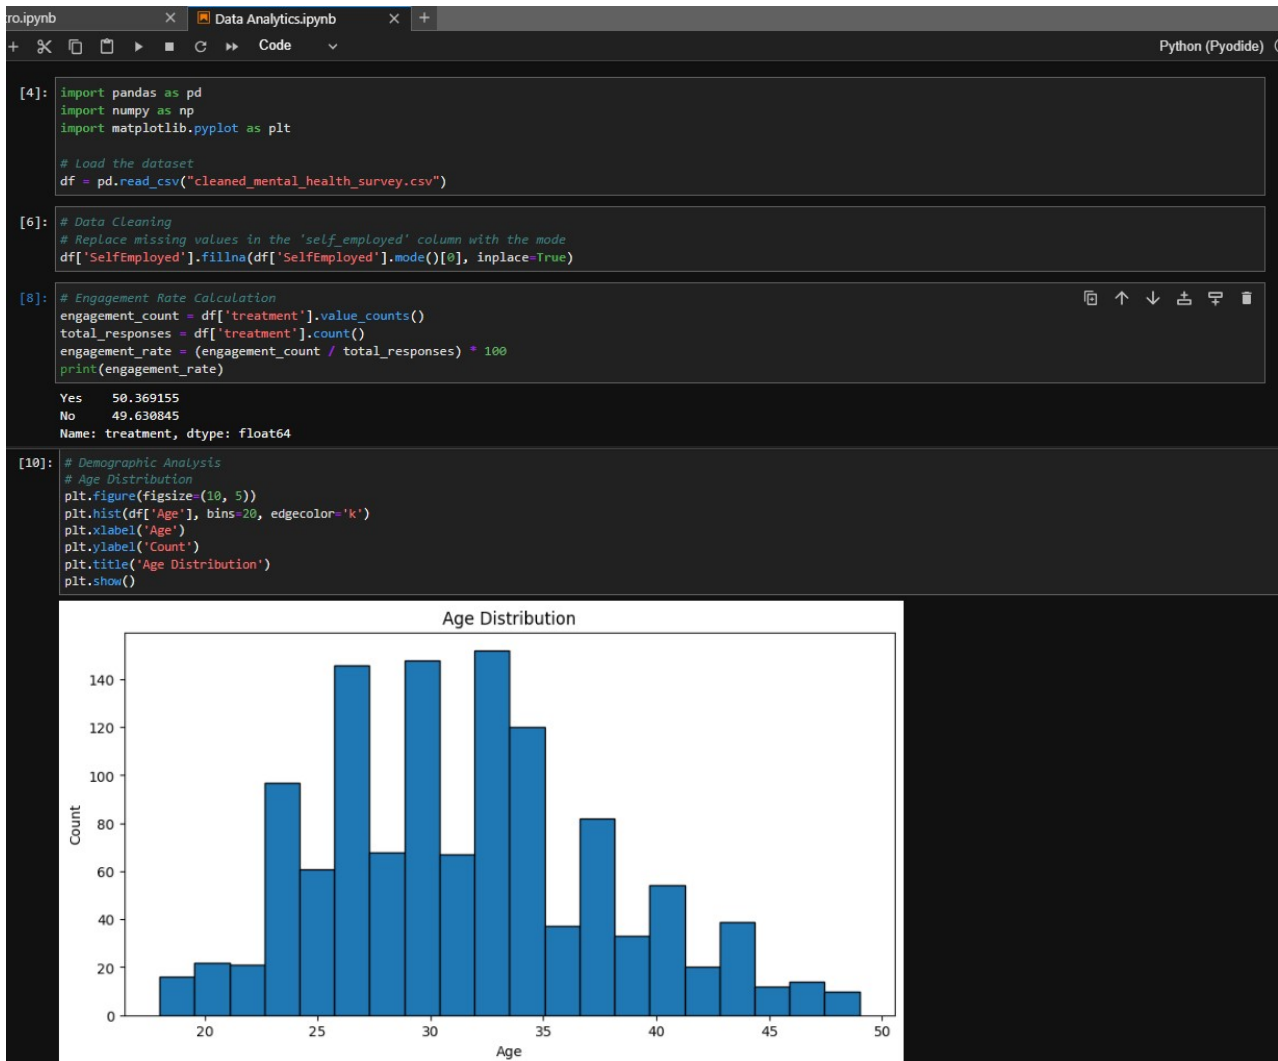 ro.ipynb
Data Analytics.ipynb
Code
Python (Pyodide)
[4]:
import pandas as pd
import numpy as np
import matplotlib.pyplot as plt
# Load the dataset
df = pd.read_csv("cleaned_mental_health_survey.csv")
[6]:
# Data Cleaning
# Replace missing values in the 'self_employed' column with the mode
df['SelfEmployed'].fillna(df['SelfEmployed'].mode()[0], inplace=True)
[8]:
# Engagement Rate Calculation
engagement_count = df['treatment'].value_counts()
total_responses = df['treatment'].count()
engagement_rate = (engagement_count / total_responses) * 100
print(engagement_rate)
Yes 50.369155
No 49.630845
Name: treatment, dtype: float64
[10]:
# Demographic Analysis
# Age Distribution
plt.figure(figsize=(10, 5))
plt.hist(df['Age'], bins=20, edgecolor='k')
plt.xlabel('Age')
plt.ylabel('Count')
plt.title('Age Distribution')
plt.show()
Age Distribution
140
120
100
80
60
40
20
0
Count
20 25 30 35 40 45 50
Age